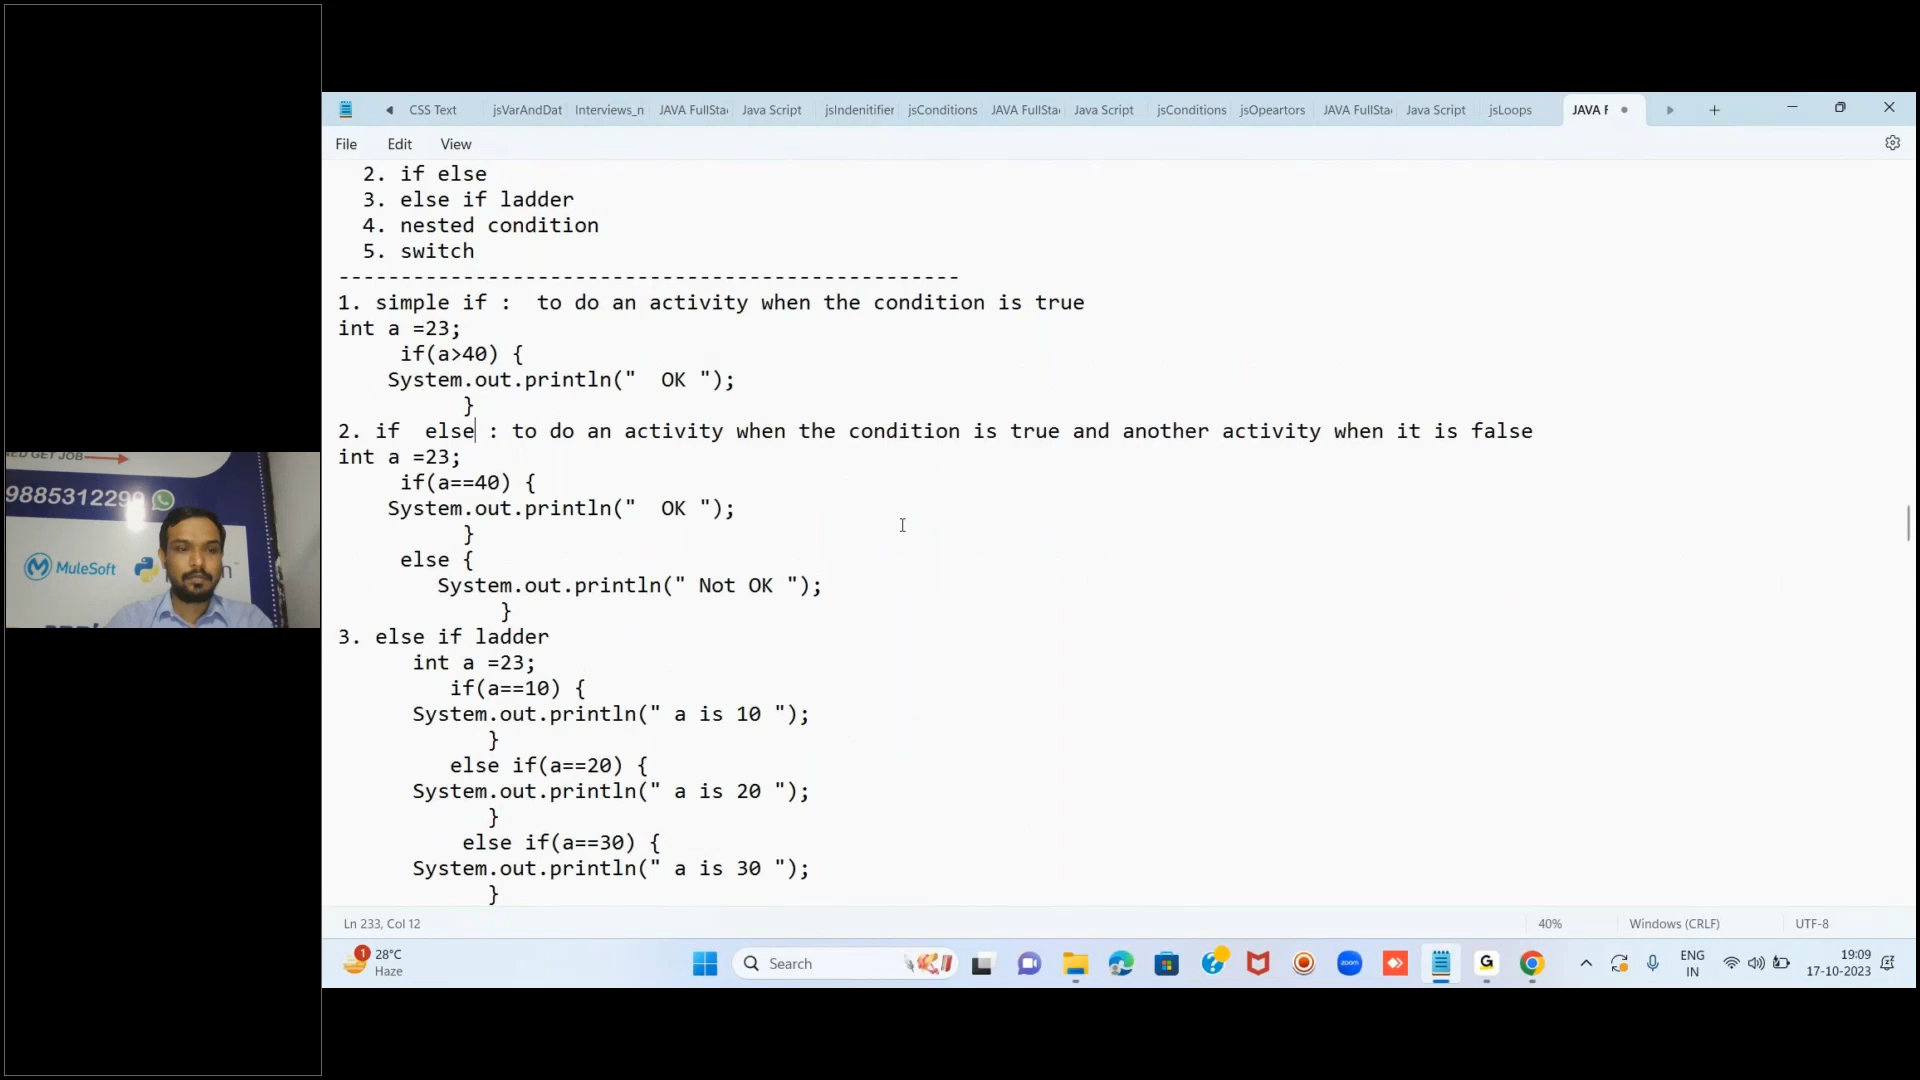 CSS Text
jsVarAndDat
Interviews_n
JAVA FullSta
Java Script
jsIndenitifier
jsConditions
JAVA FullSta
Java Script
jsConditions
jsOpeartors
JAVA FullSta
Java Script
jsLoops
JAVA F
File Edit View
2. if else
3. else if ladder
4. nested condition
5. switch
--------------------------------------------------
1. simple if :  to do an activity when the condition is true
int a =23;
if(a>40) {
System.out.println("  OK ");
}
2. if  else : to do an activity when the condition is true and another activity when it is false
int a =23;
if(a==40) {
System.out.println("  OK ");
}
else {
System.out.println(" Not OK ");
}
3. else if ladder
int a =23;
if(a==10) {
System.out.println(" a is 10 ");
}
else if(a==20) {
System.out.println(" a is 20 ");
}
else if(a==30) {
System.out.println(" a is 30 ");
}
GET JOB
9885312299
MuleSoft
Ln 233, Col 12
40%
Windows (CRLF)
UTF-8
1
28°C
Haze
Search
zoom
ENG
IN
19:09
17-10-2023